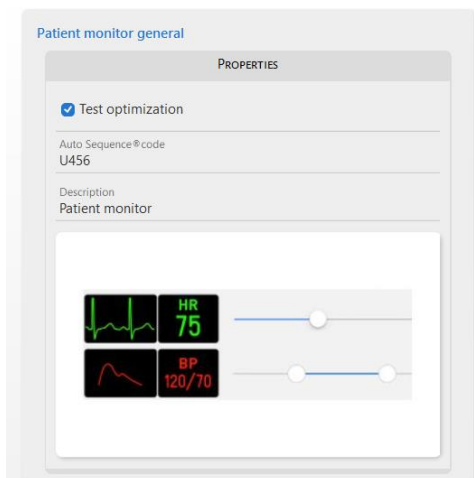 Patient monitor general
PROPERTIES
Test optimization
Auto Sequence®code
U456
Description
Patient monitor
HR
75
BP
120/70